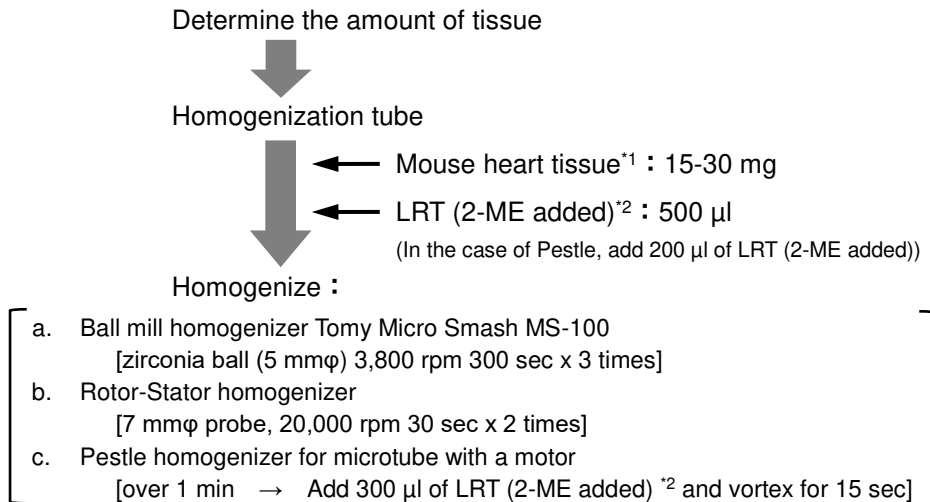 Determine the amount of tissue
Homogenization tube
Mouse heart tissue*1：15-30 mg
LRT (2-ME added)*2：500 µl
(In the case of Pestle, add 200 µl of LRT (2-ME added))
Homogenize：
a. Ball mill homogenizer Tomy Micro Smash MS-100
[zirconia ball (5 mmφ) 3,800 rpm 300 sec x 3 times]
b. Rotor-Stator homogenizer
[7 mmφ probe, 20,000 rpm 30 sec x 2 times]
c. Pestle homogenizer for microtube with a motor
[over 1 min → Add 300 µl of LRT (2-ME added) *2 and vortex for 15 sec]